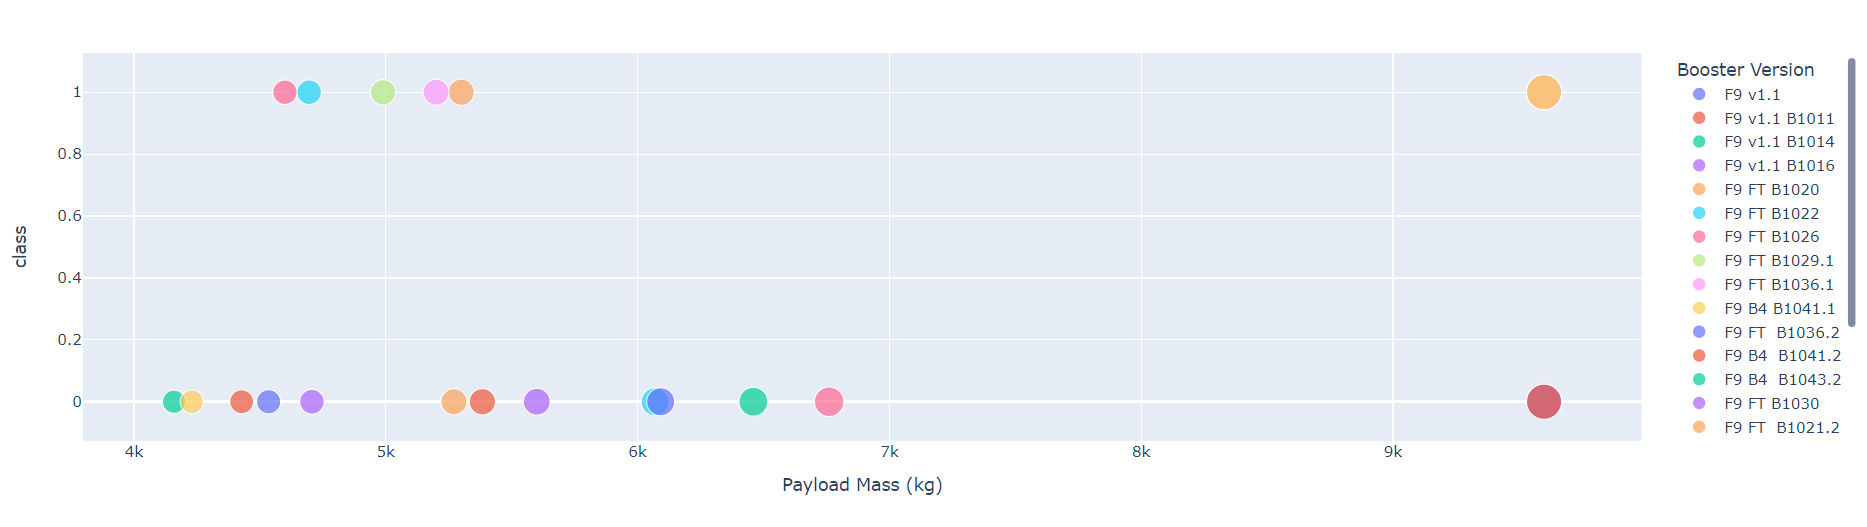 1
0.8
0.6
0.4
0.2
0
class
4k 5k 6k 7k 8k 9k
Payload Mass (kg)
Booster Version
F9 v1.1
F9 v1.1 B1011
F9 v1.1 B1014
F9 v1.1 B1016
F9 FT B1020
F9 FT B1022
F9 FT B1026
F9 FT B1029.1
F9 FT B1036.1
F9 B4 B1041.1
F9 FT  B1036.2
F9 B4  B1041.2
F9 B4  B1043.2
F9 FT B1030
F9 FT  B1021.2